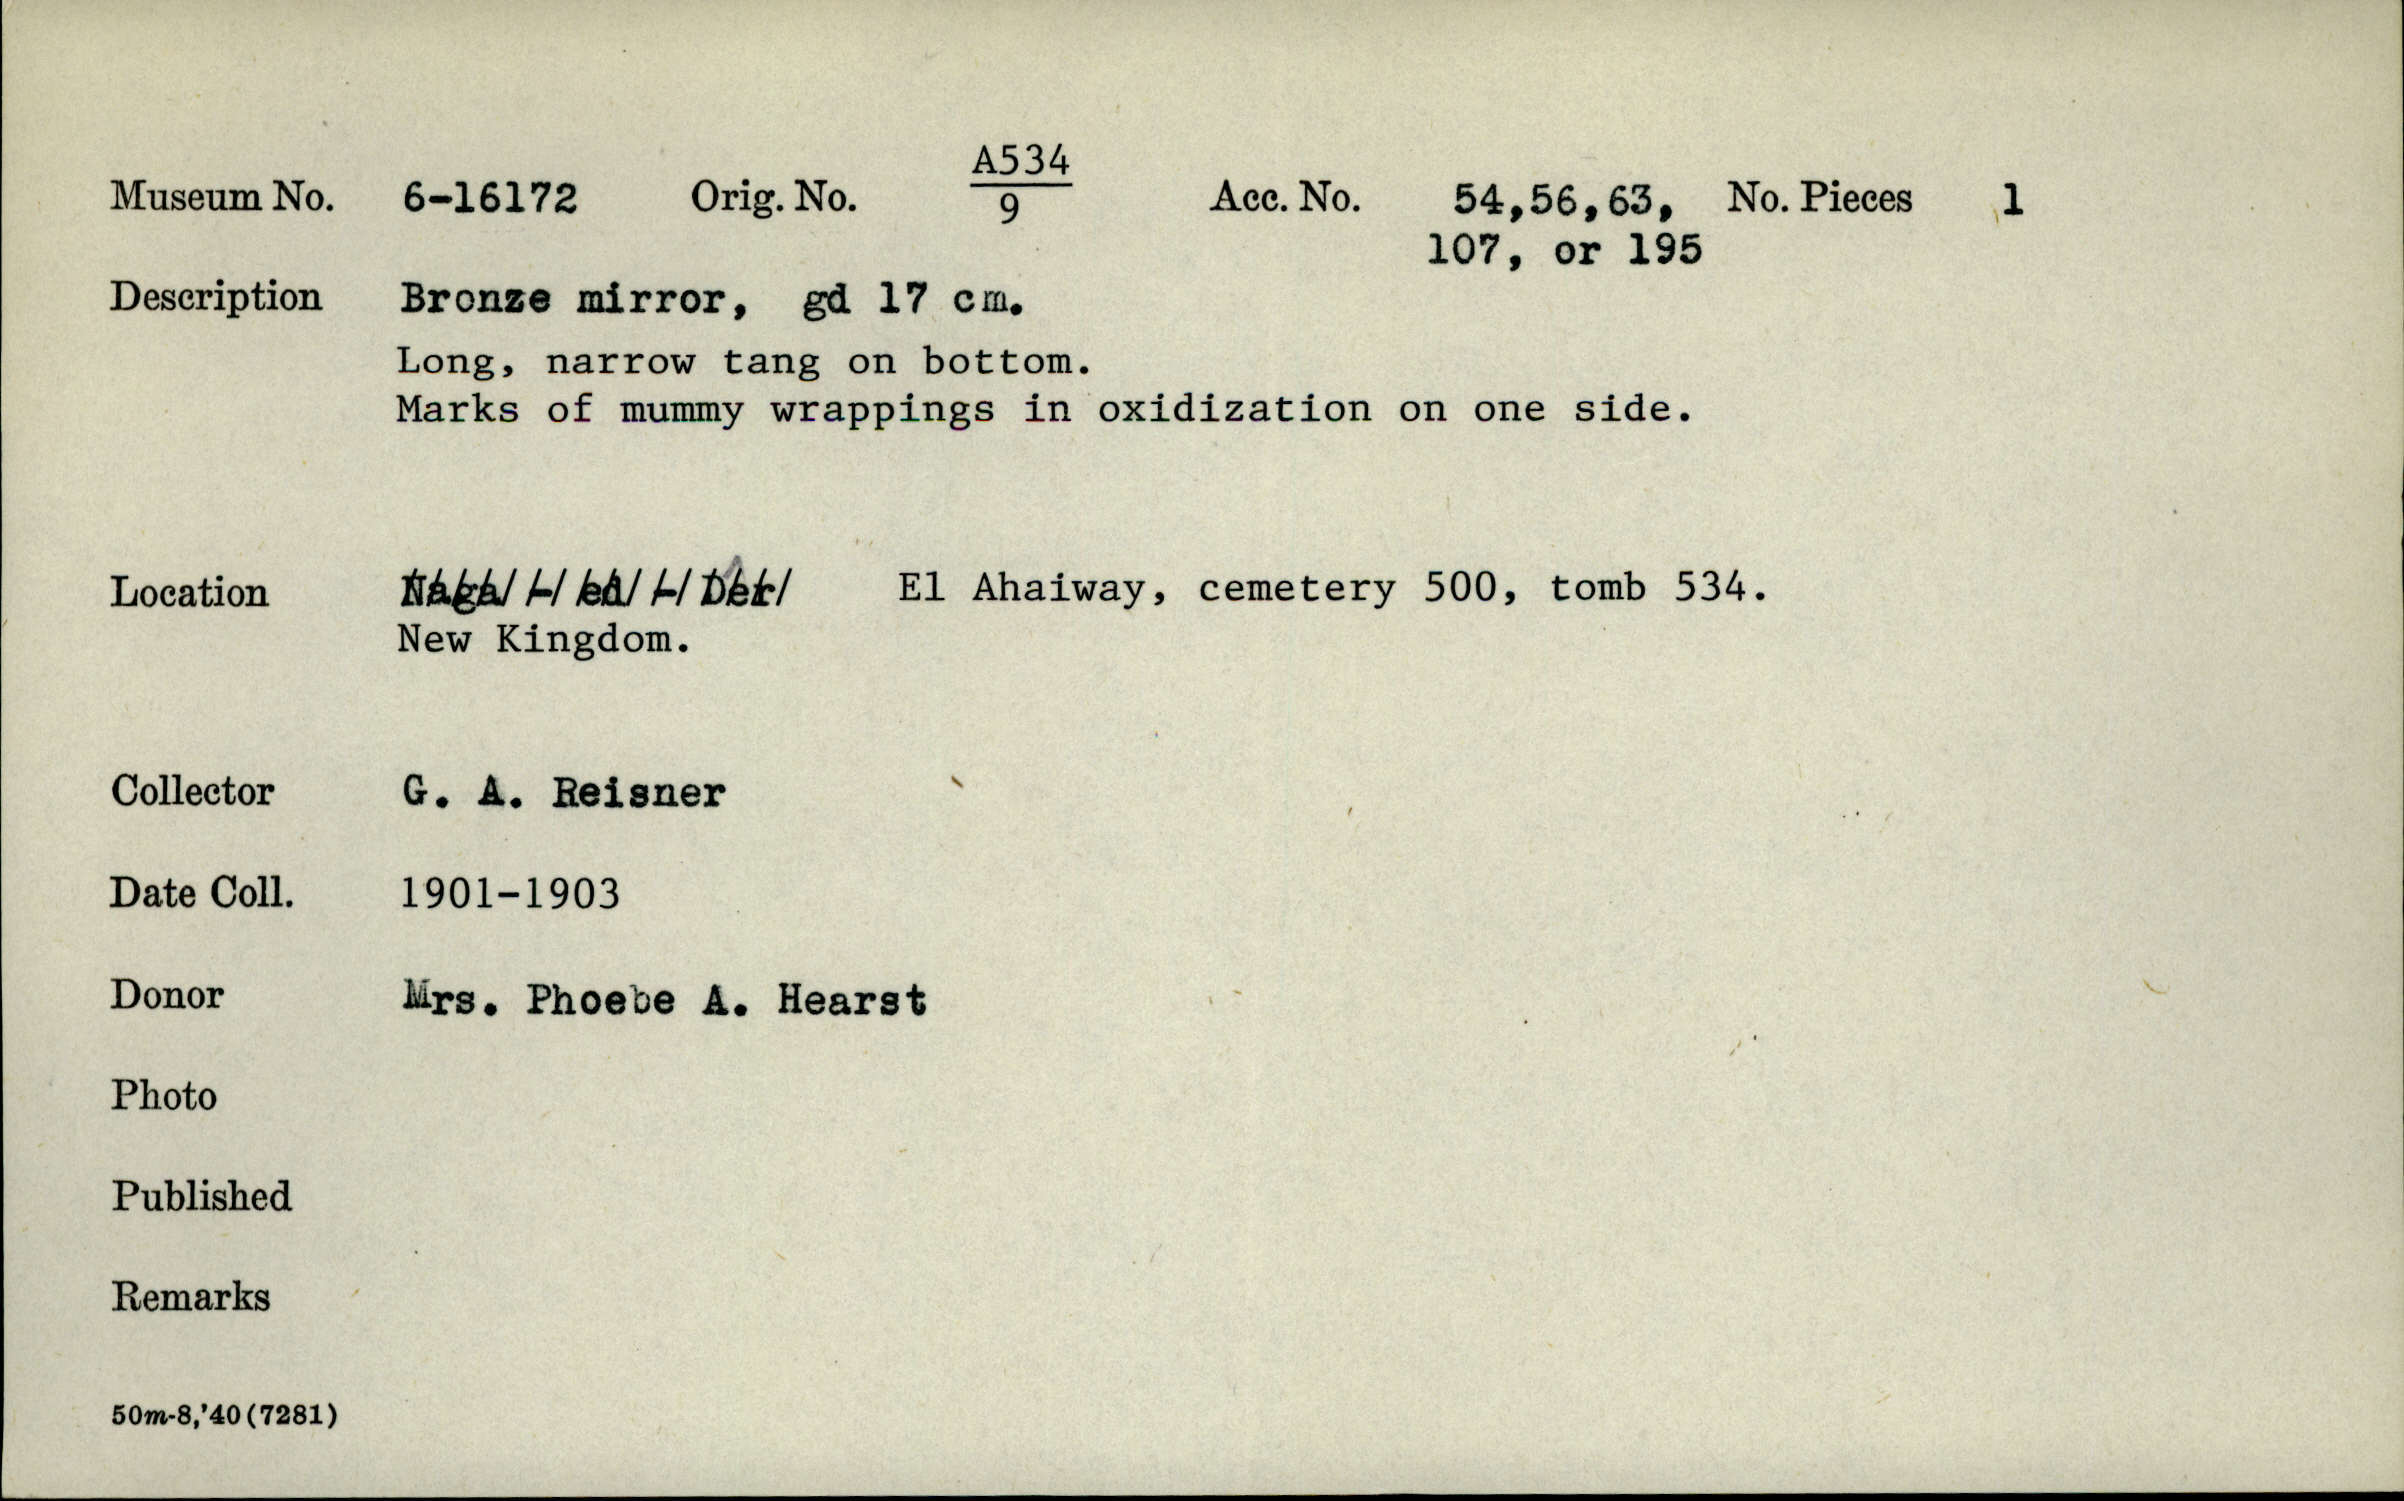 Museum No. 6-16172 Orig. No. A534/9 Acc. No. 54,56,63, No. Pieces 1
107, or 195
Description Bronze mirror, gd 17 cm.
Long, narrow tang on bottom.
Marks of mummy wrappings in oxidization on one side.
Location Naga - ed - Der El Ahaiway, cemetery 500, tomb 534.
New Kingdom.
Collector G. A. Reisner
Date Coll. 1901-1903
Donor Mrs. Phoebe A. Hearst
Photo
Published
Remarks
50m-8,'40(7281)